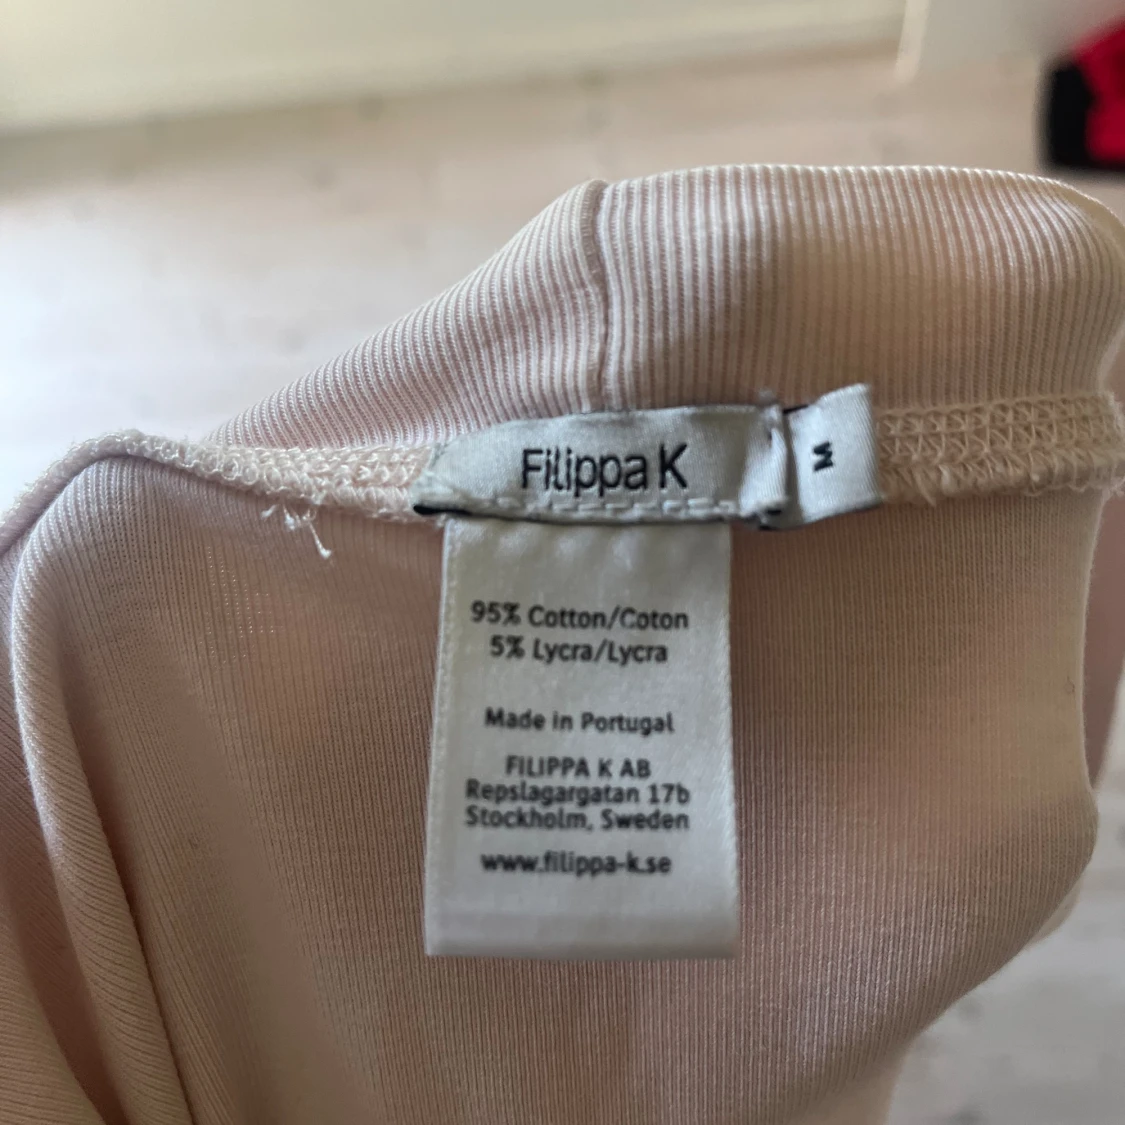 Filippa K
M
95% Cotton/Coton
5% Lycra/Lycra
Made in Portugal
FILIPPA K AB
Repslagargatan 17b
Stockholm, Sweden
www.filippa-k.se